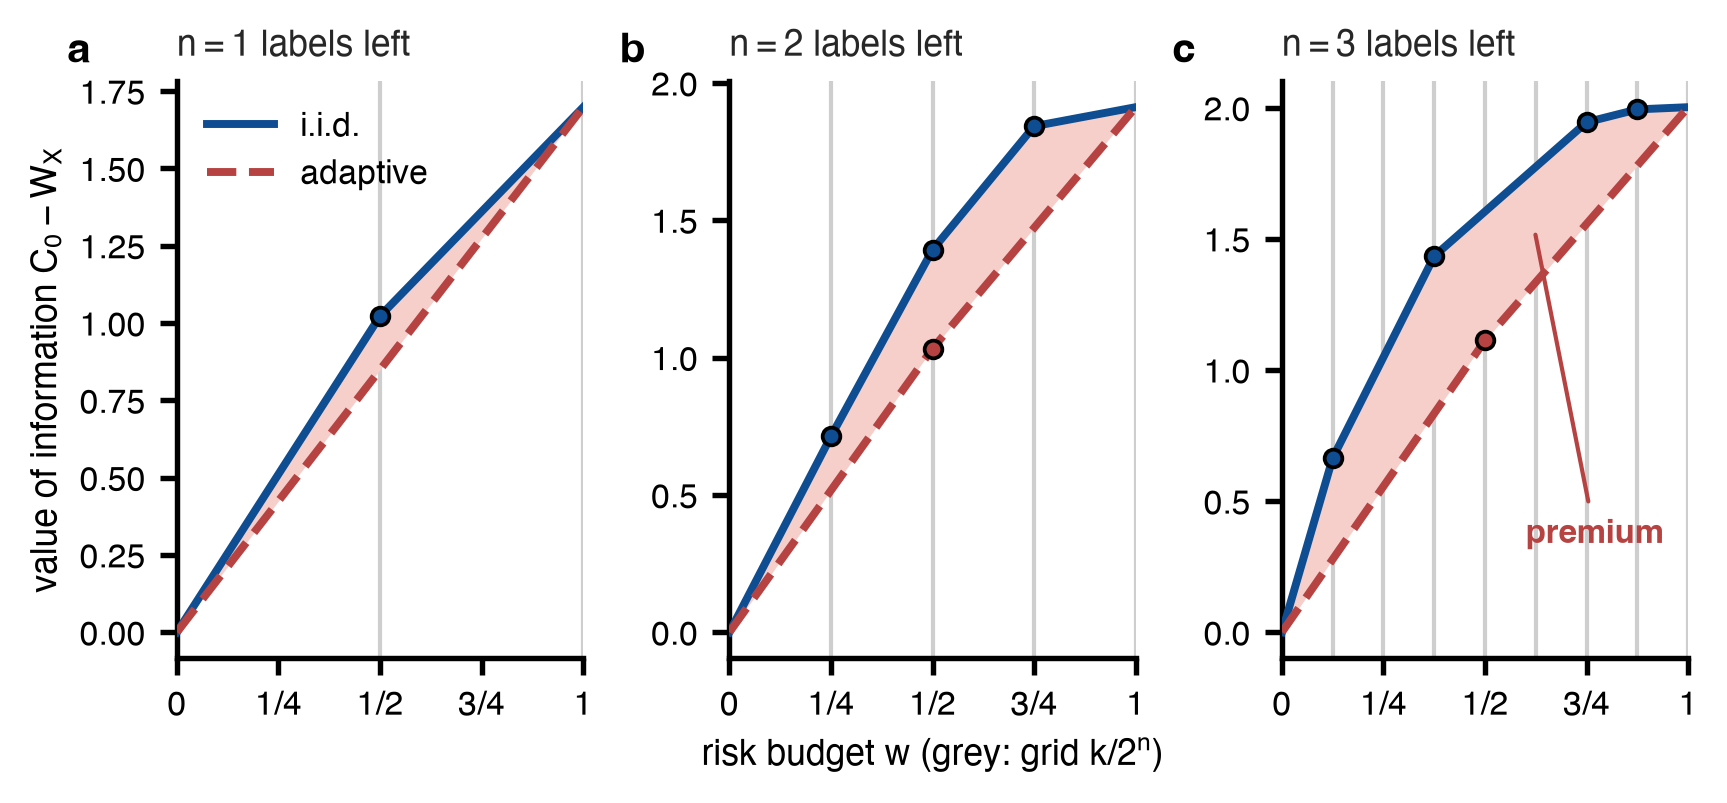 a
n = 1 labels left
1.75
1.50
1.25
1.00
0.75
0.50
0.25
0.00
value of information C₀ – Wₓ
i.i.d.
adaptive
0 1/4 1/2 3/4 1
b
n = 2 labels left
2.0
1.5
1.0
0.5
0.0
0 1/4 1/2 3/4 1
risk budget w (grey: grid k/2ⁿ)
c
n = 3 labels left
2.0
1.5
1.0
0.5
0.0
premium
0 1/4 1/2 3/4 1